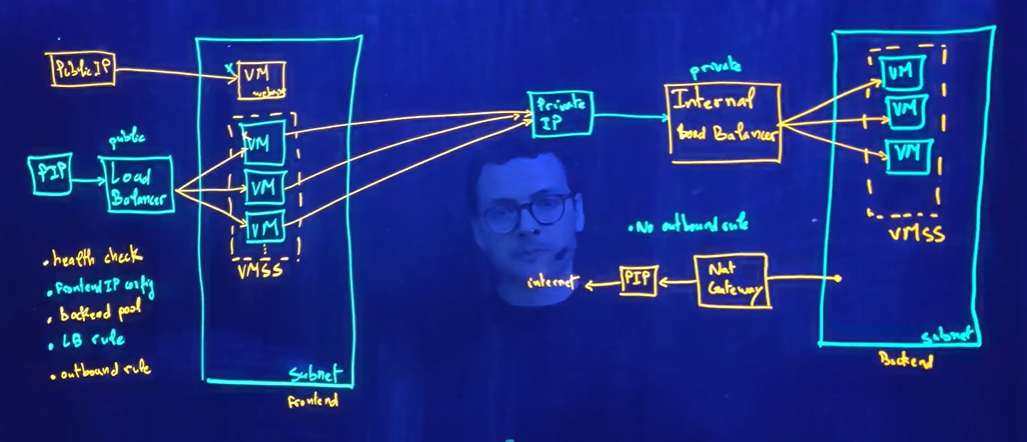 Public IP
VM
website
public
PIP
Load
Balancer
VM
VM
VM
VMSS
• health check
• Frontend IP config
• backend pool
• LB rule
• outbound rule
Subnet
Frontend
Private
IP
private
Internal
Load Balancer
VM
VM
VM
VMSS
• No outbound rule
internet
PIP
Nat
Gateway
Subnet
Backend